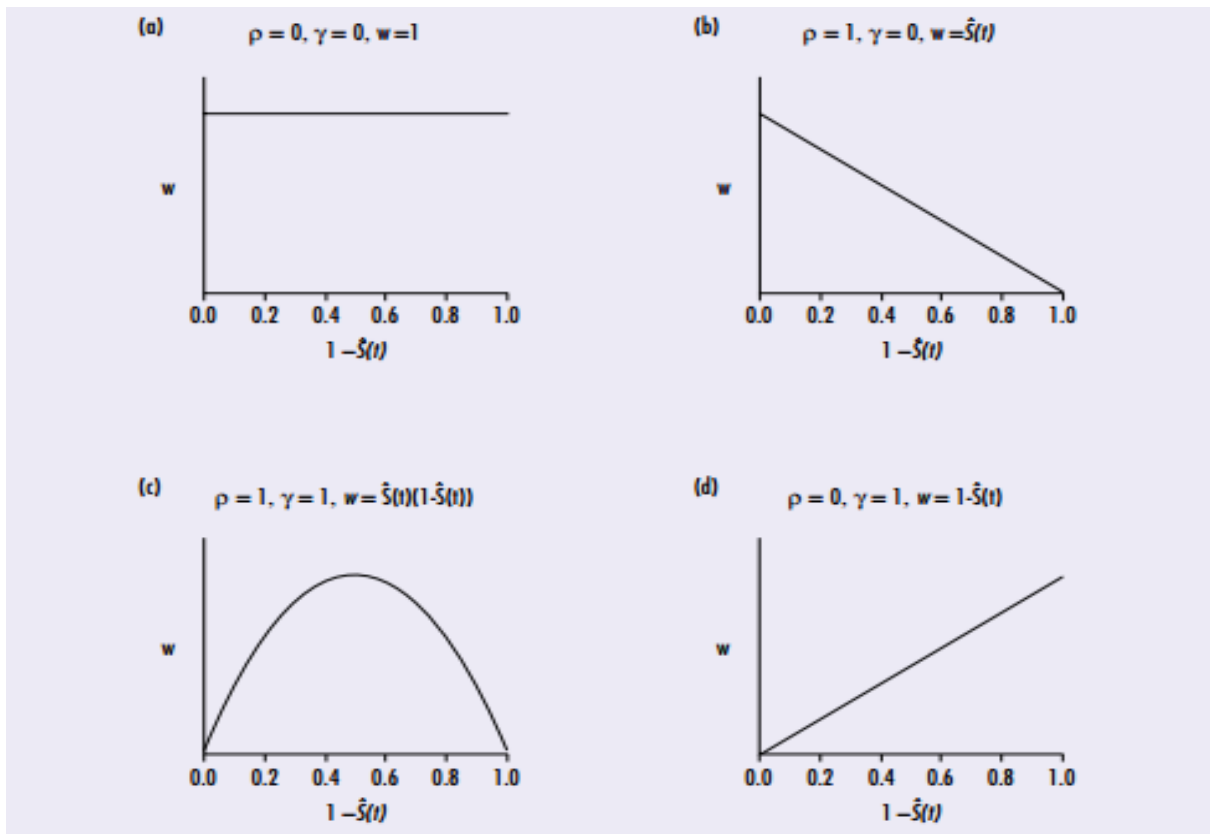 (a)
ρ = 0, γ = 0, w =1
w
0.0 0.2 0.4 0.6 0.8 1.0
1 –Ŝ(t)
(b)
ρ = 1, γ = 0, w =Ŝ(t)
w
0.0 0.2 0.4 0.6 0.8 1.0
1 –Ŝ(t)
(c)
ρ = 1, γ = 1, w = Ŝ(t)(1-Ŝ(t))
w
0.0 0.2 0.4 0.6 0.8 1.0
1 –Ŝ(t)
(d)
ρ = 0, γ = 1, w = 1-Ŝ(t)
w
0.0 0.2 0.4 0.6 0.8 1.0
1 –Ŝ(t)